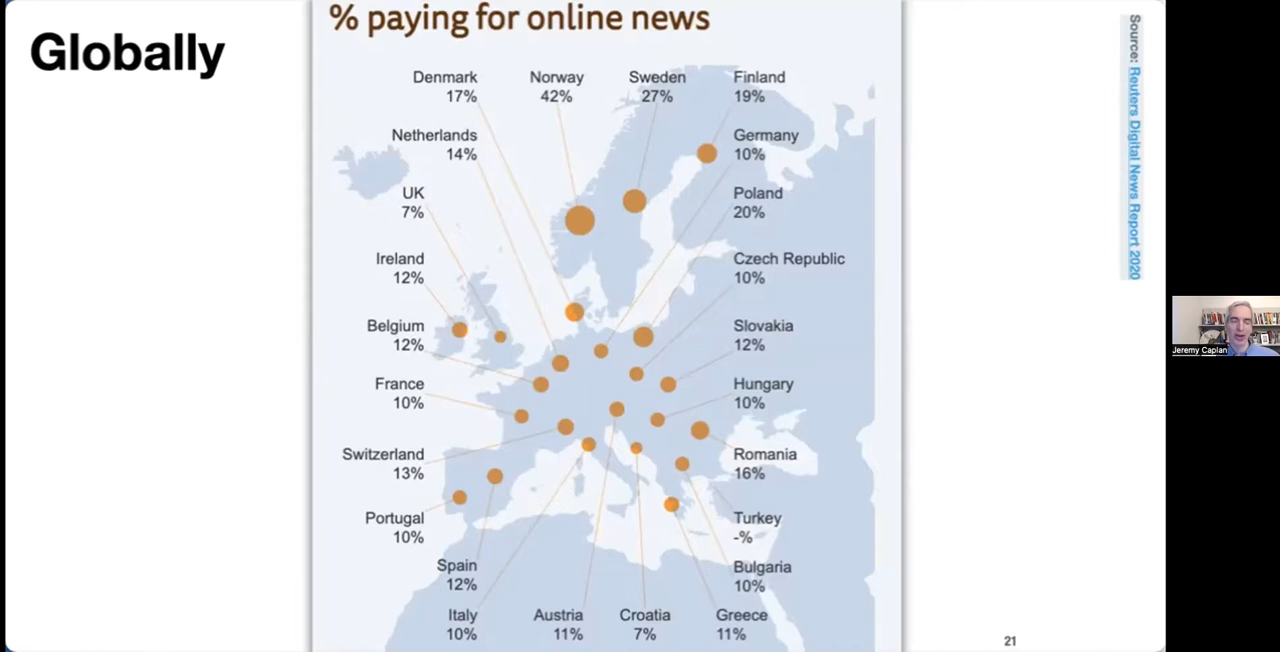 Globally
% paying for online news
Denmark
17%
Norway
42%
Sweden
27%
Finland
19%
Netherlands
14%
Germany
10%
UK
7%
Poland
20%
Ireland
12%
Czech Republic
10%
Belgium
12%
Slovakia
12%
France
10%
Hungary
10%
Switzerland
13%
Romania
16%
Portugal
10%
Turkey
-%
Spain
12%
Bulgaria
10%
Italy
10%
Austria
11%
Croatia
7%
Greece
11%
21
Source: Reuters Digital News Report 2020
Jeremy Caplan